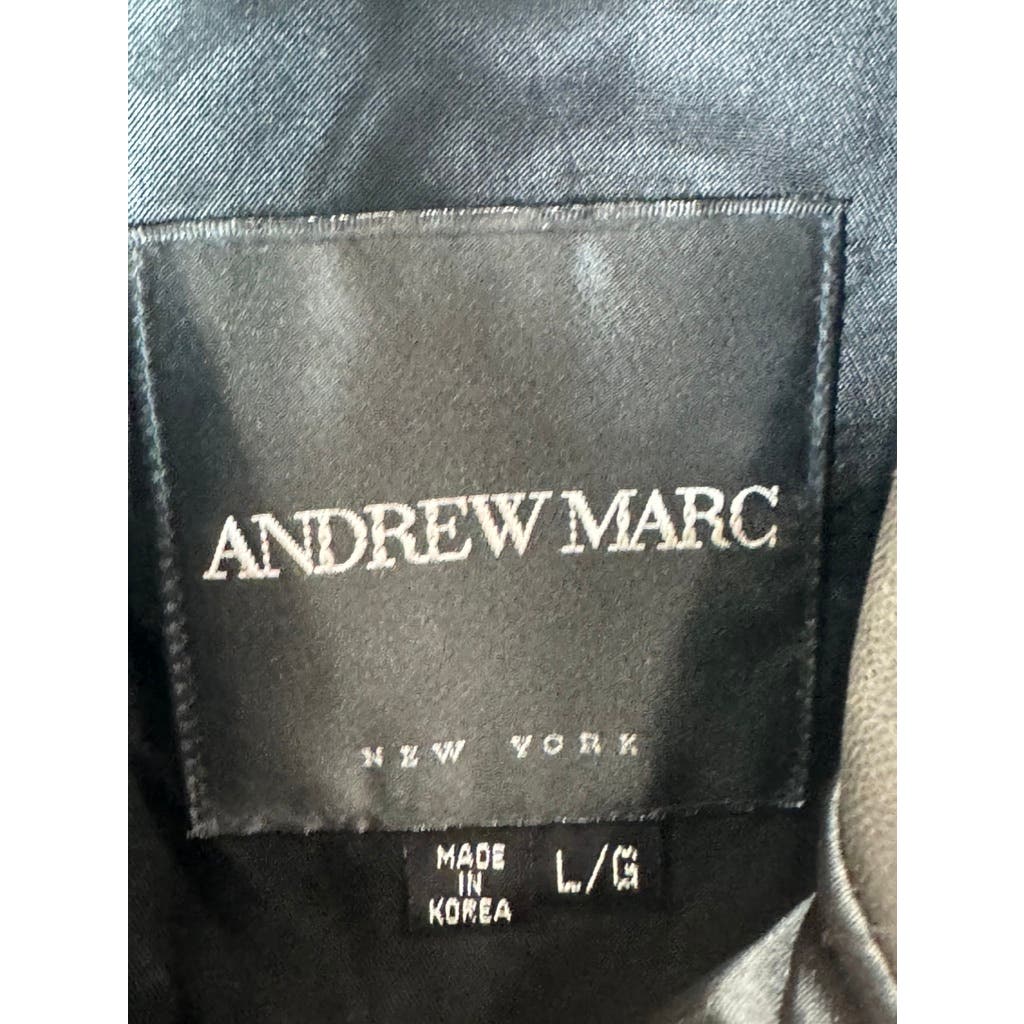 ANDREW MARC
NEW YORK
MADE
IN
KOREA
L/G